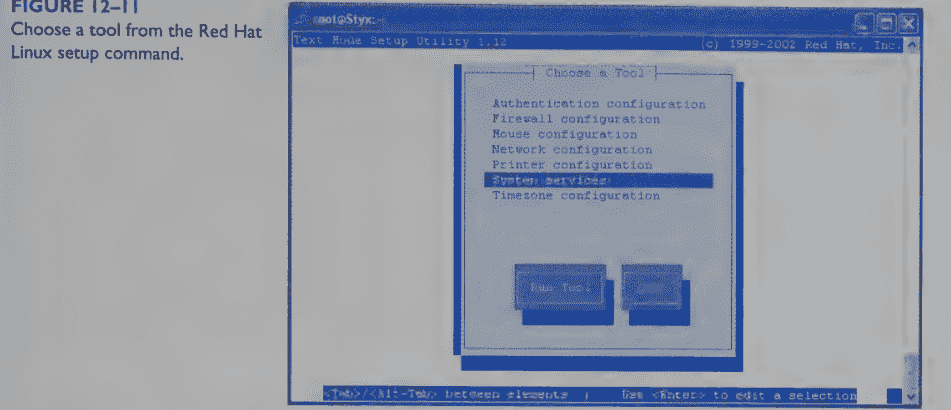 FIGURE 12–11
Choose a tool from the Red Hat
Linux setup command.
root@Styx:~
Text Mode Setup Utility 1.12 (c) 1999-2002 Red Hat, Inc.
Choose a Tool
Authentication configuration
Firewall configuration
Mouse configuration
Network configuration
Printer configuration
System services
Timezone configuration
Run Tool
<Tab>/<Alt-Tab> between elements | Use <Enter> to edit a selection